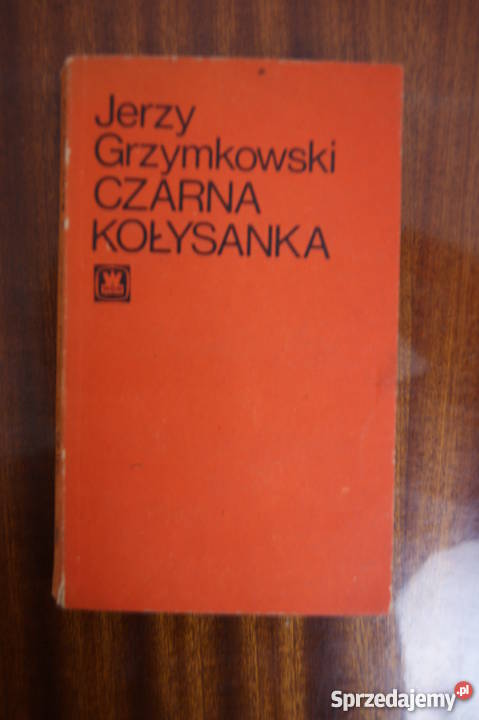 Jerzy
Grzymkowski
CZARNA
KOŁYSANKA
Sprzedajemy.pl